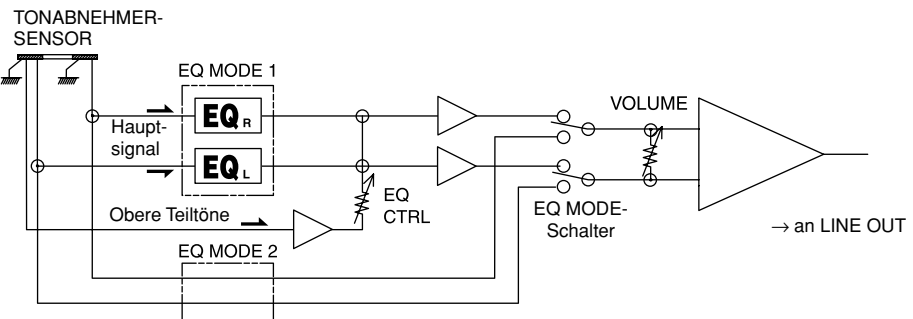 TONABNEHMER-
SENSOR
EQ MODE 1
EQ R
Haupt-
signal
EQ L
Obere Teiltöne
EQ
CTRL
EQ MODE 2
VOLUME
EQ MODE-
Schalter
→ an LINE OUT